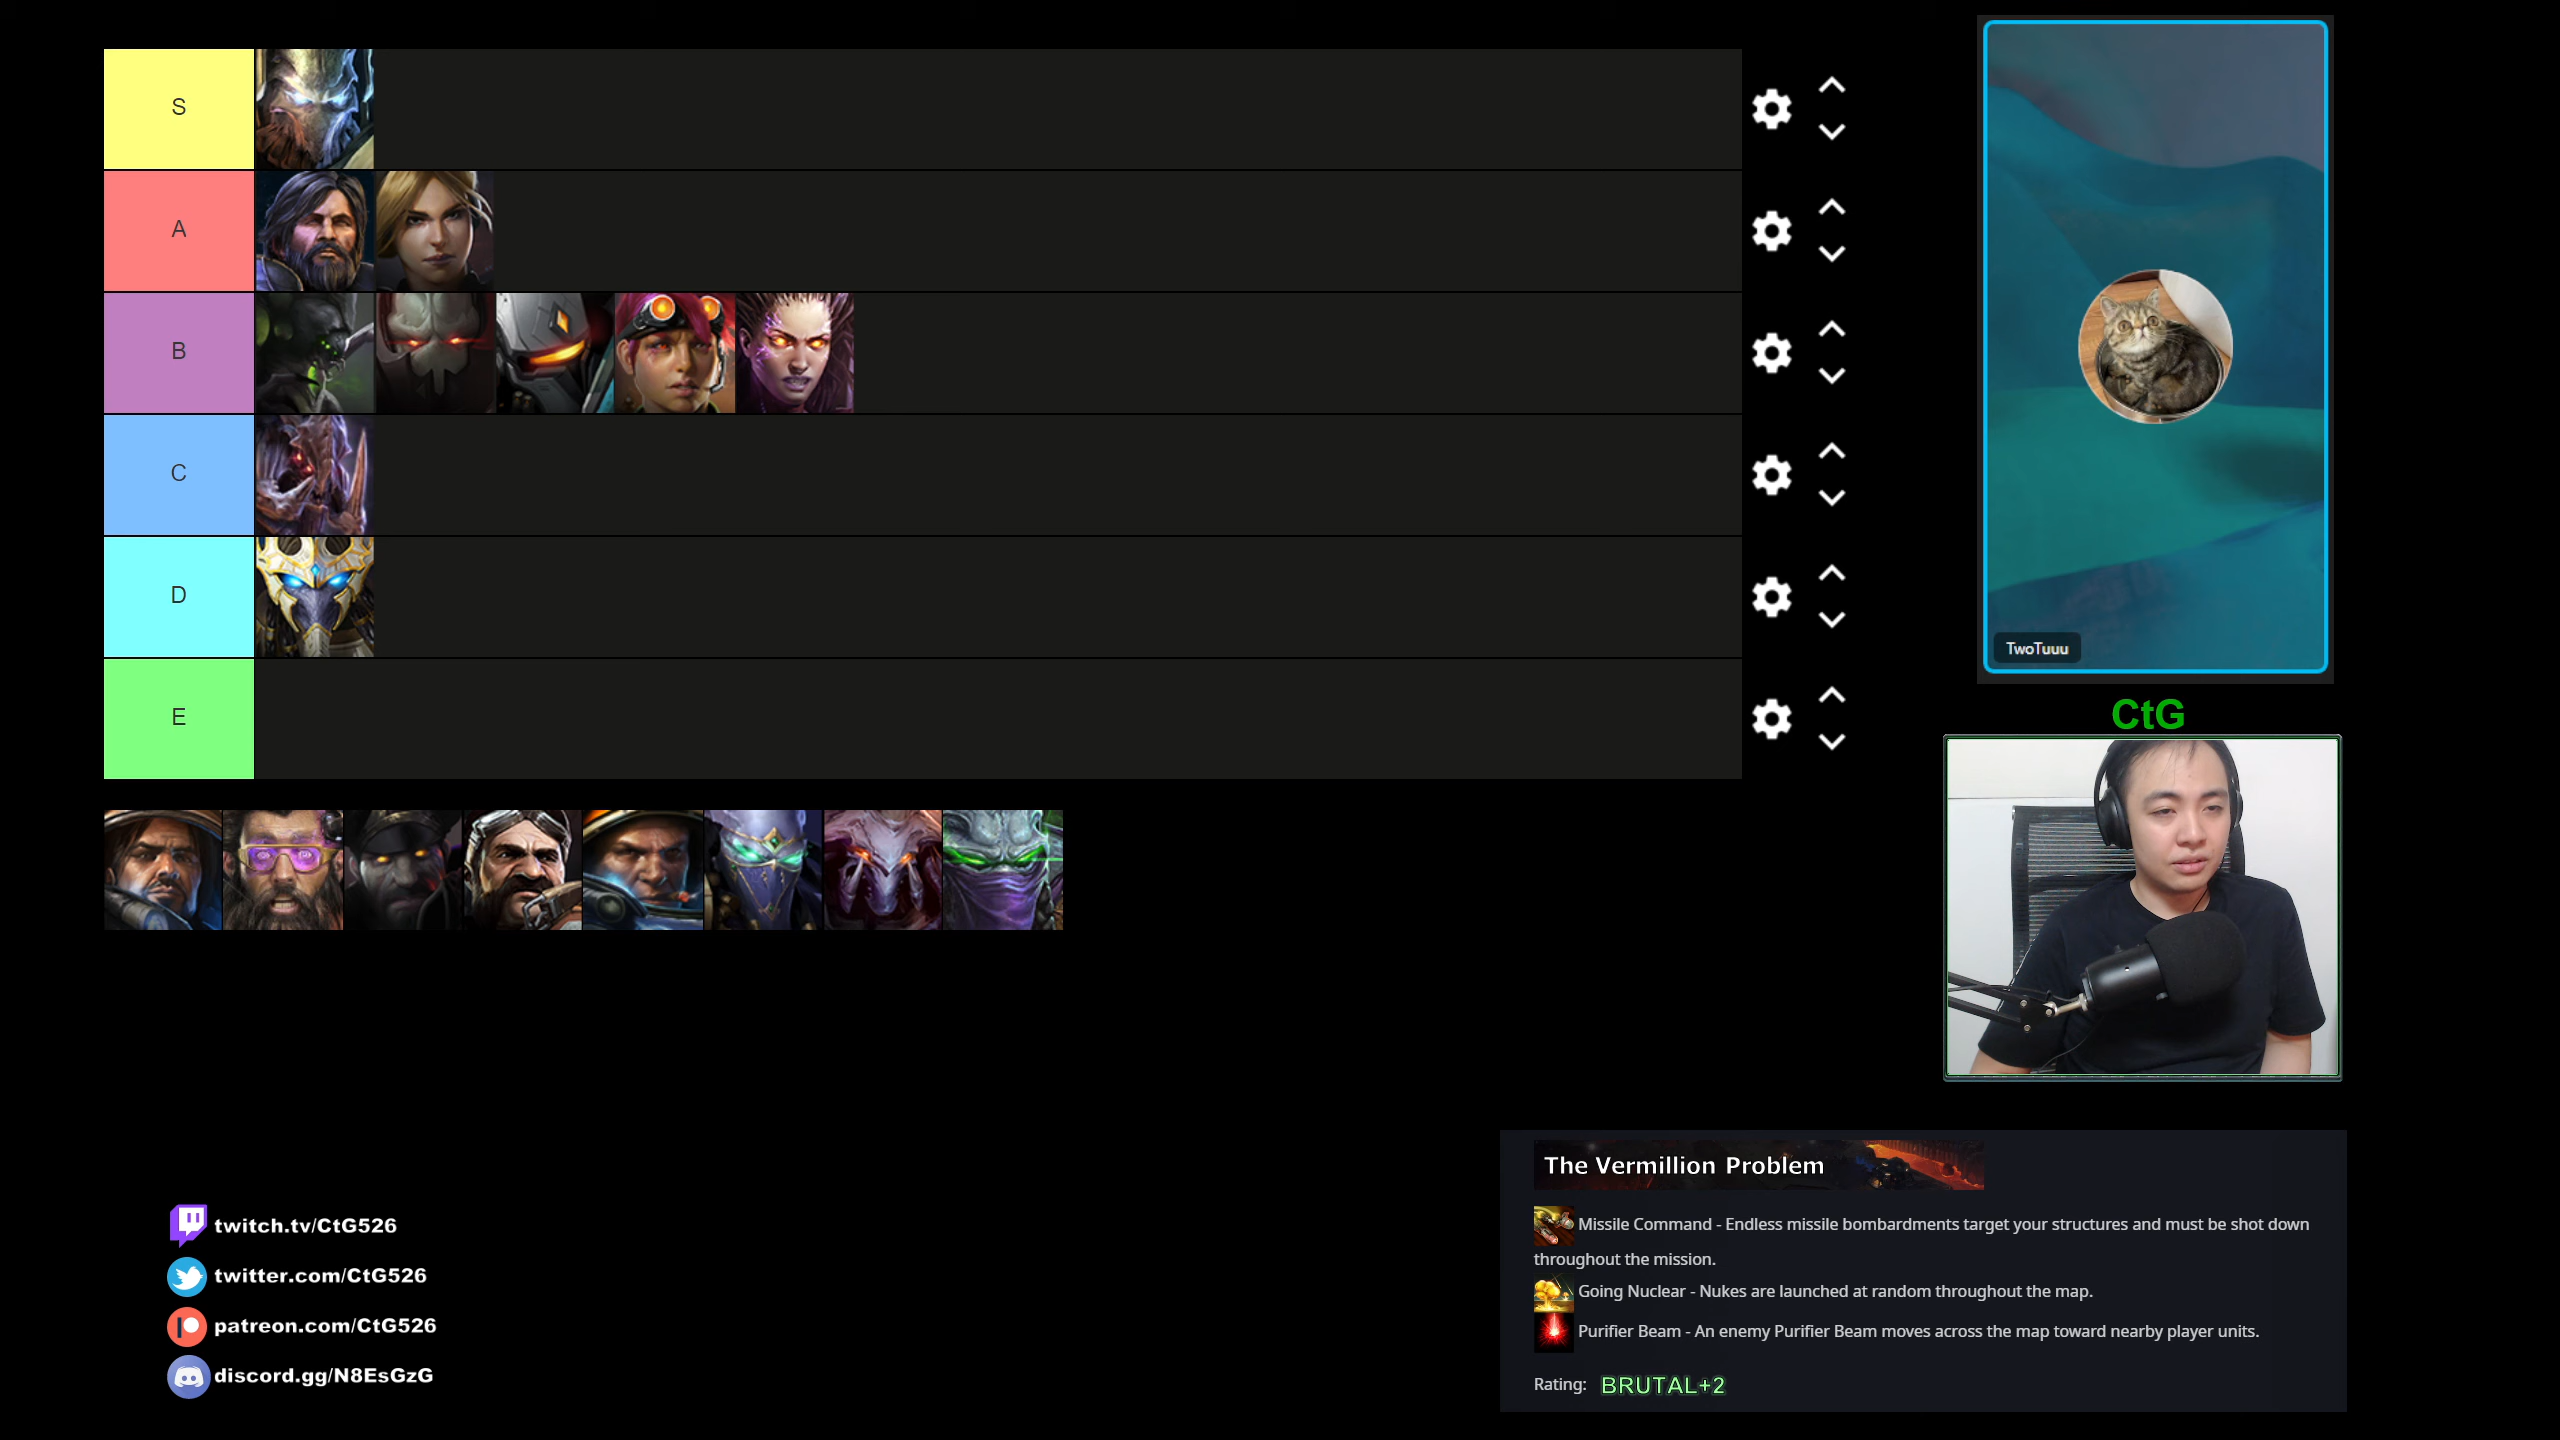 S
A
B
C
D
E
TwoTuuu
CtG
The Vermillion Problem
Missile Command - Endless missile bombardments target your structures and must be shot down
throughout the mission.
Going Nuclear - Nukes are launched at random throughout the map.
Purifier Beam - An enemy Purifier Beam moves across the map toward nearby player units.
Rating: BRUTAL+2
twitch.tv/CtG526
twitter.com/CtG526
patreon.com/CtG526
discord.gg/N8EsGzG